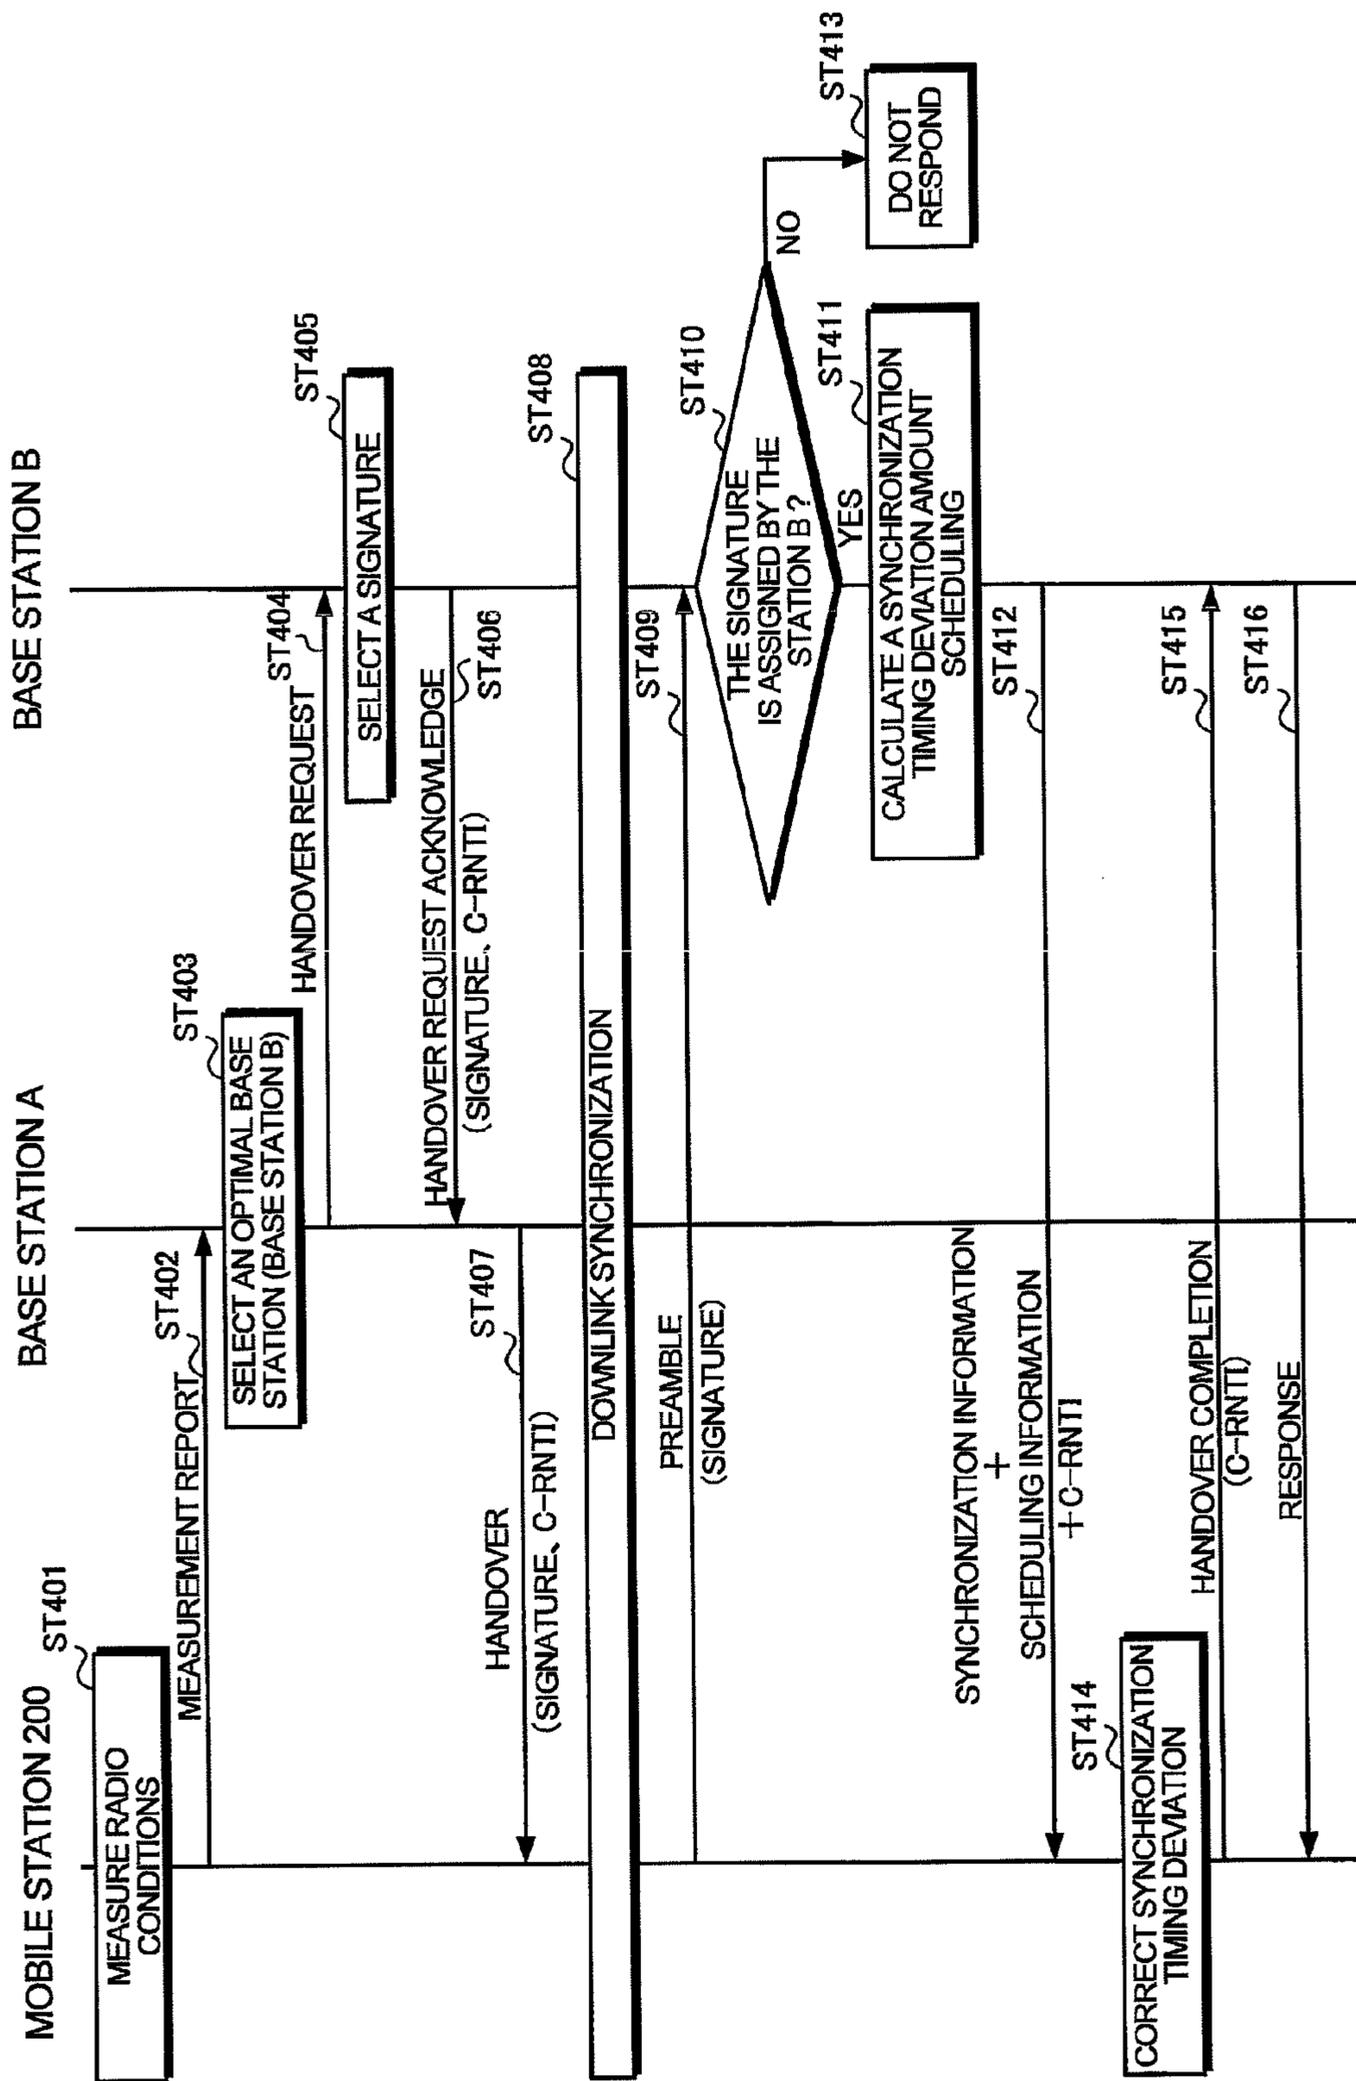 MOBILE STATION 200
BASE STATION A
BASE STATION B
ST401
MEASURE RADIO
CONDITIONS
MEASUREMENT REPORT
ST402
ST403
SELECT AN OPTIMAL BASE
STATION (BASE STATION B)
HANDOVER REQUEST
ST404
ST405
SELECT A SIGNATURE
HANDOVER REQUEST ACKNOWLEDGE
(SIGNATURE、C-RNTI)
ST406
ST407
HANDOVER
(SIGNATURE、C-RNTI)
ST408
DOWNLINK SYNCHRONIZATION
ST409
PREAMBLE
(SIGNATURE)
ST410
THE SIGNATURE
IS ASSIGNED BY THE
STATION B ?
NO
ST413
DO NOT
RESPOND
YES
ST411
CALCULATE A SYNCHRONIZATION
TIMING DEVIATION AMOUNT
SCHEDULING
ST412
SYNCHRONIZATION INFORMATION
+
SCHEDULING INFORMATION
+C-RNTI
ST414
CORRECT SYNCHRONIZATION
TIMING DEVIATION
ST415
HANDOVER COMPLETION
(C-RNTI)
ST416
RESPONSE